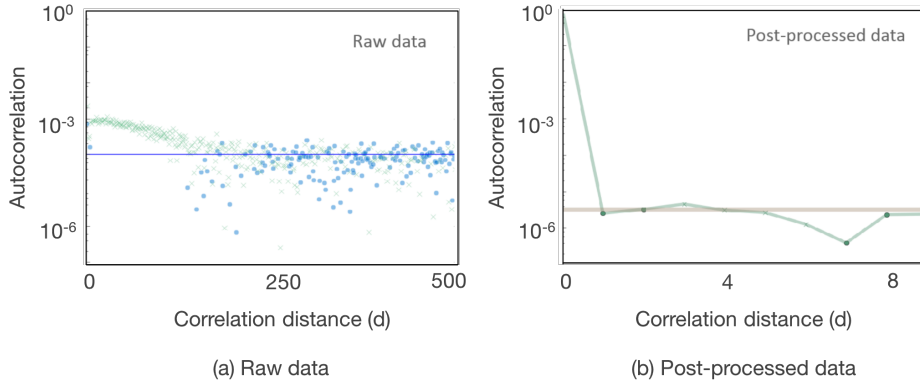 10^0
Raw data
Autocorrelation
10^-3
10^-6
0
250
500
Correlation distance (d)
(a) Raw data
10^0
Post-processed data
Autocorrelation
10^-3
10^-6
0
4
8
Correlation distance (d)
(b) Post-processed data